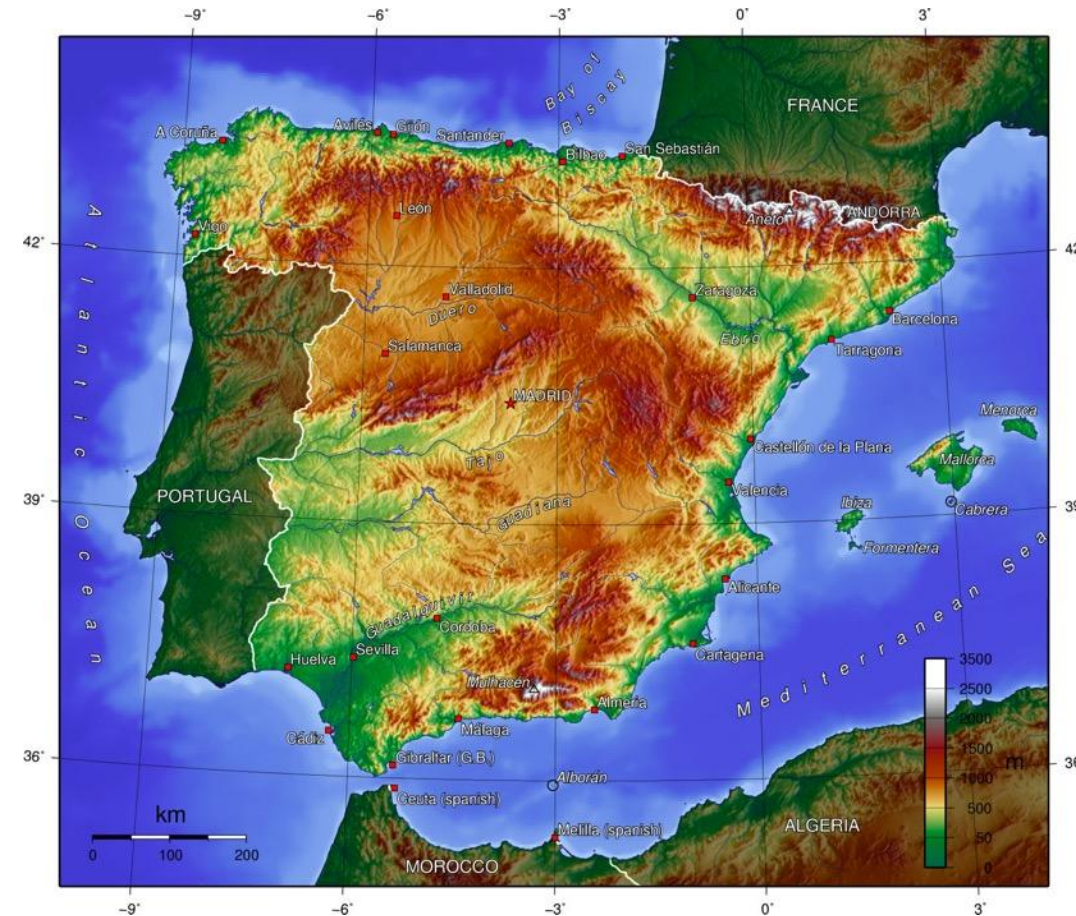 -9°
-6°
-3°
0°
3°
Bay of
Biscay
FRANCE
A Coruña
Avilés
Gijón
Santander
Bilbao
San Sebastián
León
Aneto
ANDORRA
Vigo
42°
42
Atlantic Ocean
Valladolid
Duero
Zaragoza
Barcelona
Salamanca
Ebro
Tarragona
MADRID
Menorca
Castellón de la Plana
Mallorca
Tajo
PORTUGAL
Valencia
Ibiza
39°
39
Guadiana
Cabrera
Formentera
Alicante
Guadalquivir
Cordoba
Cartagena
Sevilla
Huelva
Mediterranean Sea
Mulhacén
Almería
Málaga
Cádiz
Gibraltar (G.B.)
36°
36
Alborán
Ceuta (spanish)
Melilla (spanish)
MOROCCO
ALGERIA
km
0 100 200
3500
2500
2000
1500
1000
500
50
0
m
-9°
-6°
-3°
0°
3°